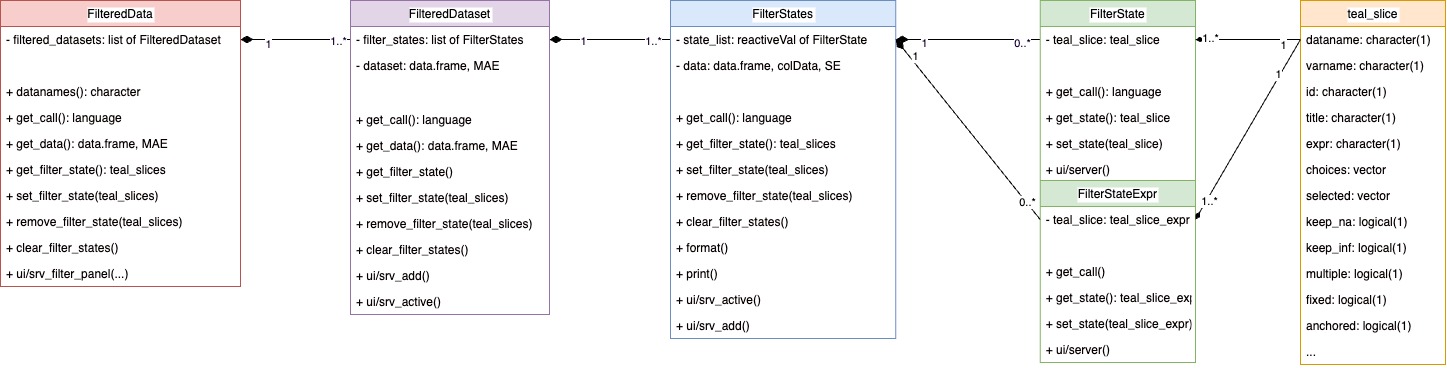 FilteredData
- filtered_datasets: list of FilteredDataset
+ datanames(): character
+ get_call(): language
+ get_data(): data.frame, MAE
+ get_filter_state(): teal_slices
+ set_filter_state(teal_slices)
+ remove_filter_state(teal_slices)
+ clear_filter_states()
+ ui/srv_filter_panel(...)
1
1..*
FilteredDataset
- filter_states: list of FilterStates
- dataset: data.frame, MAE
+ get_call(): language
+ get_data(): data.frame, MAE
+ get_filter_state()
+ set_filter_state(teal_slices)
+ remove_filter_state(teal_slices)
+ clear_filter_states()
+ ui/srv_add()
+ ui/srv_active()
1
1..*
FilterStates
- state_list: reactiveVal of FilterState
- data: data.frame, colData, SE
+ get_call(): language
+ get_filter_state(): teal_slices
+ set_filter_state(teal_slices)
+ remove_filter_state(teal_slices)
+ clear_filter_states()
+ format()
+ print()
+ ui/srv_active()
+ ui/srv_add()
1
0..*
1
0..*
FilterState
- teal_slice: teal_slice
+ get_call(): language
+ get_state(): teal_slice
+ set_state(teal_slice)
+ ui/server()
FilterStateExpr
- teal_slice: teal_slice_expr
+ get_call()
+ get_state(): teal_slice_exp
+ set_state(teal_slice_expr)
+ ui/server()
1..*
1
1
1..*
teal_slice
dataname: character(1)
varname: character(1)
id: character(1)
title: character(1)
expr: character(1)
choices: vector
selected: vector
keep_na: logical(1)
keep_inf: logical(1)
multiple: logical(1)
fixed: logical(1)
anchored: logical(1)
...